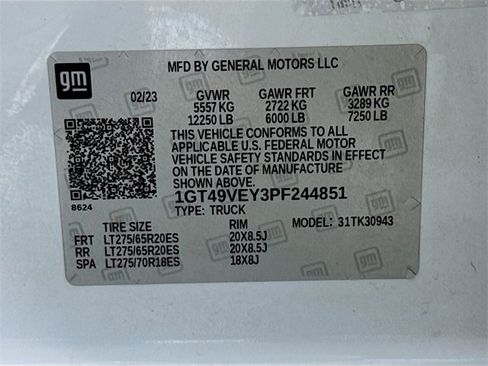 gm
MFD BY GENERAL MOTORS LLC
02/23 GVWR GAWR FRT GAWR RR
5557 KG 2722 KG 3289 KG
12250 LB 6000 LB 7250 LB
THIS VEHICLE CONFORMS TO ALL
APPLICABLE U.S. FEDERAL MOTOR
VEHICLE SAFETY STANDARDS IN EFFECT
ON THE DATE OF MANUFACTURE
SHOWN ABOVE.
1GT49VEY3PF244851
8624
TYPE: TRUCK
TIRE SIZE RIM MODEL: 31TK30943
FRT LT275/65R20ES 20X8.5J
RR LT275/65R20ES 20X8.5J
SPA LT275/70R18ES 18X8J